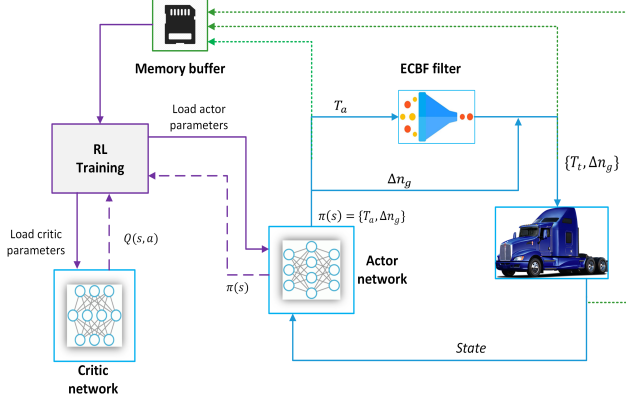 Memory buffer
ECBF filter
Load actor
parameters
T_a
RL
Training
{T_t, Δn_g}
Δn_g
π(s) = {T_a, Δn_g}
Load critic
parameters
Q(s,a)
Actor
network
π(s)
State
Critic
network